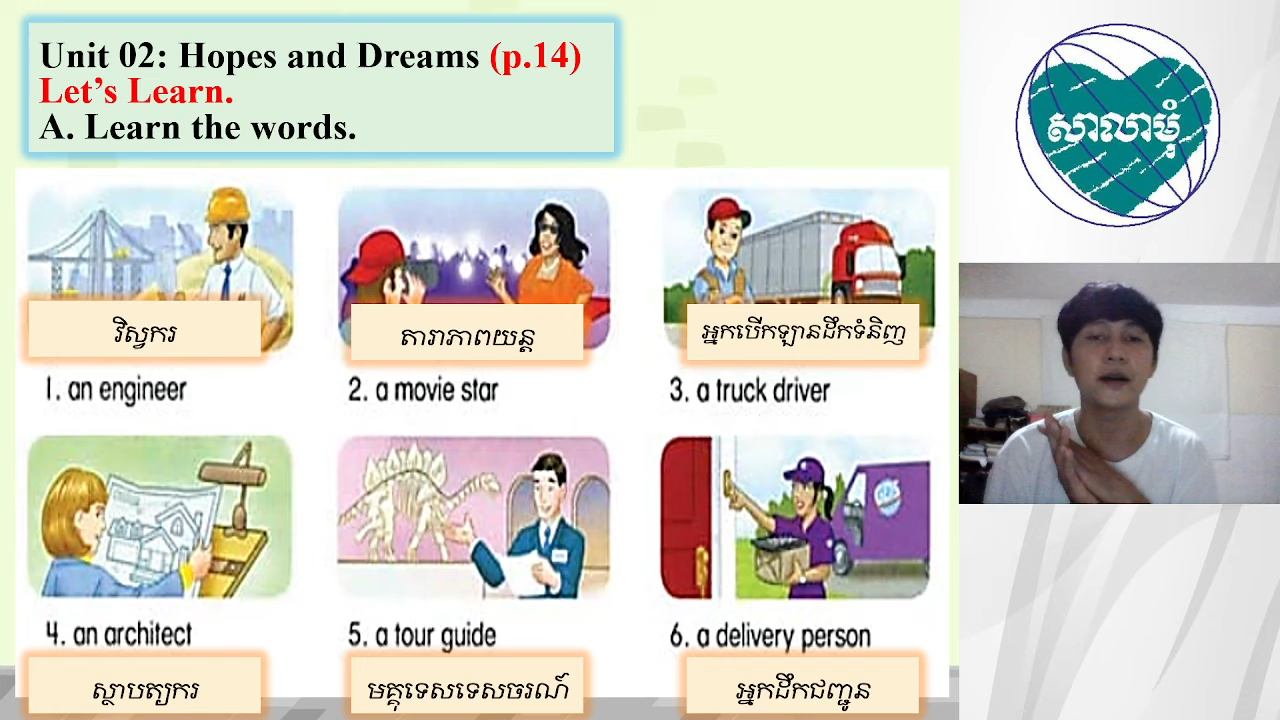 Unit 02: Hopes and Dreams (p.14)
Let’s Learn.
A. Learn the words.
សាលាមុំ
វិស្វករ
តារាភាពយន្ត
អ្នកបើកឡានដឹកទំនិញ
1. an engineer
2. a movie star
3. a truck driver
4. an architect
5. a tour guide
6. a delivery person
ស្ថាបត្យករ
មគ្គុទេសទេសចរណ៍
អ្នកដឹកជញ្ជូន